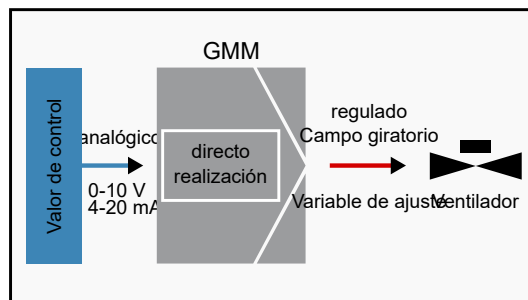 GMM
Valor de control
analógico
0-10 V
4-20 mA
directo
realización
regulado
Campo giratorio
Variable de ajuste
Ventilador